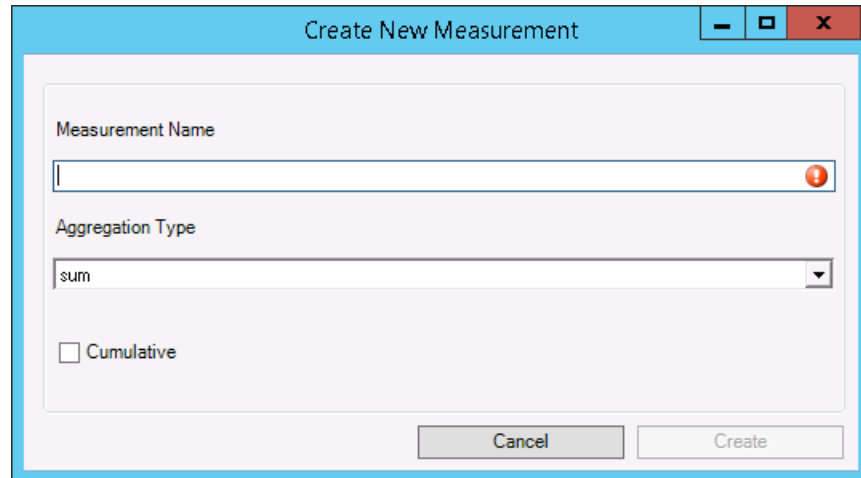 Create New Measurement
Measurement Name
Aggregation Type
sum
Cumulative
Cancel
Create